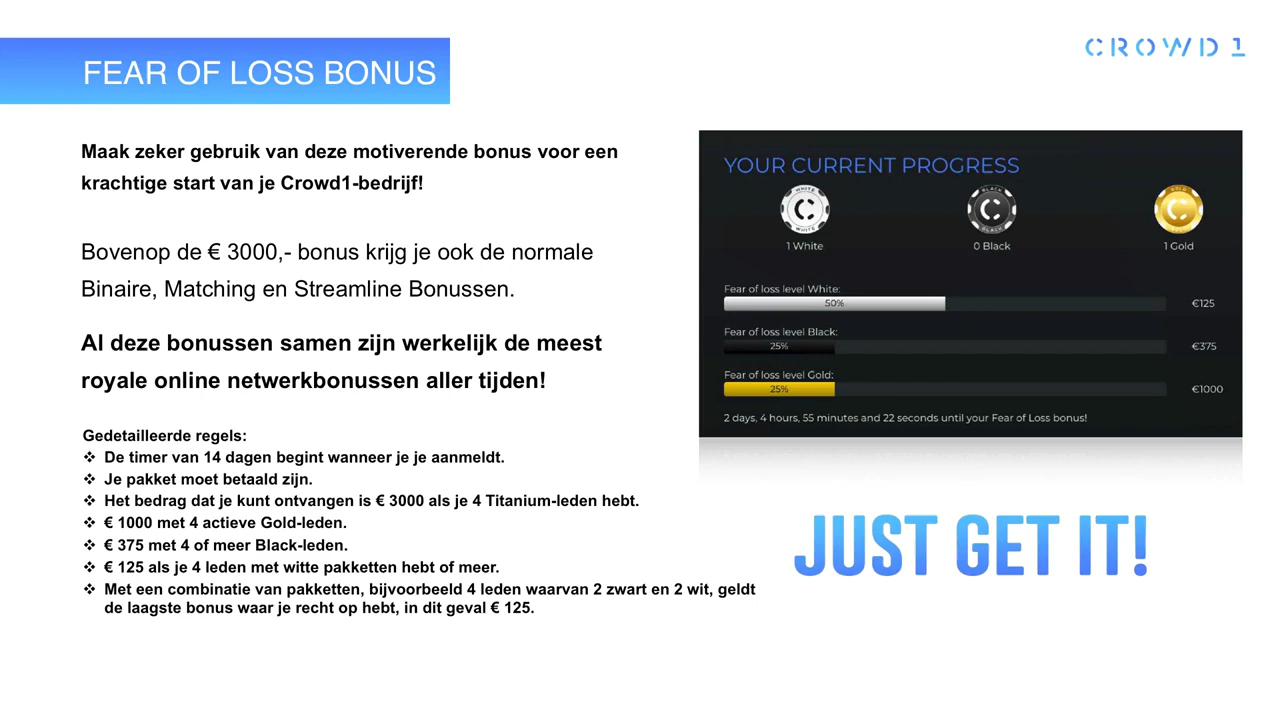 FEAR OF LOSS BONUS
CROWD 1
Maak zeker gebruik van deze motiverende bonus voor een
krachtige start van je Crowd1-bedrijf!
Bovenop de € 3000,- bonus krijg je ook de normale
Binaire, Matching en Streamline Bonussen.
Al deze bonussen samen zijn werkelijk de meest
royale online netwerkbonussen aller tijden!
Gedetailleerde regels:
❖ De timer van 14 dagen begint wanneer je je aanmeldt.
❖ Je pakket moet betaald zijn.
❖ Het bedrag dat je kunt ontvangen is € 3000 als je 4 Titanium-leden hebt.
❖ € 1000 met 4 actieve Gold-leden.
❖ € 375 met 4 of meer Black-leden.
❖ € 125 als je 4 leden met witte pakketten hebt of meer.
❖ Met een combinatie van pakketten, bijvoorbeeld 4 leden waarvan 2 zwart en 2 wit, geldt
de laagste bonus waar je recht op hebt, in dit geval € 125.
YOUR CURRENT PROGRESS
WHITE WHITE BLACK BLACK GOLD GOLD
1 White 0 Black 1 Gold
Fear of loss level White:
50% €125
Fear of loss level Black:
25% €375
Fear of loss level Gold:
25% €1000
2 days, 4 hours, 55 minutes and 22 seconds until your Fear of Loss bonus!
JUST GET IT!